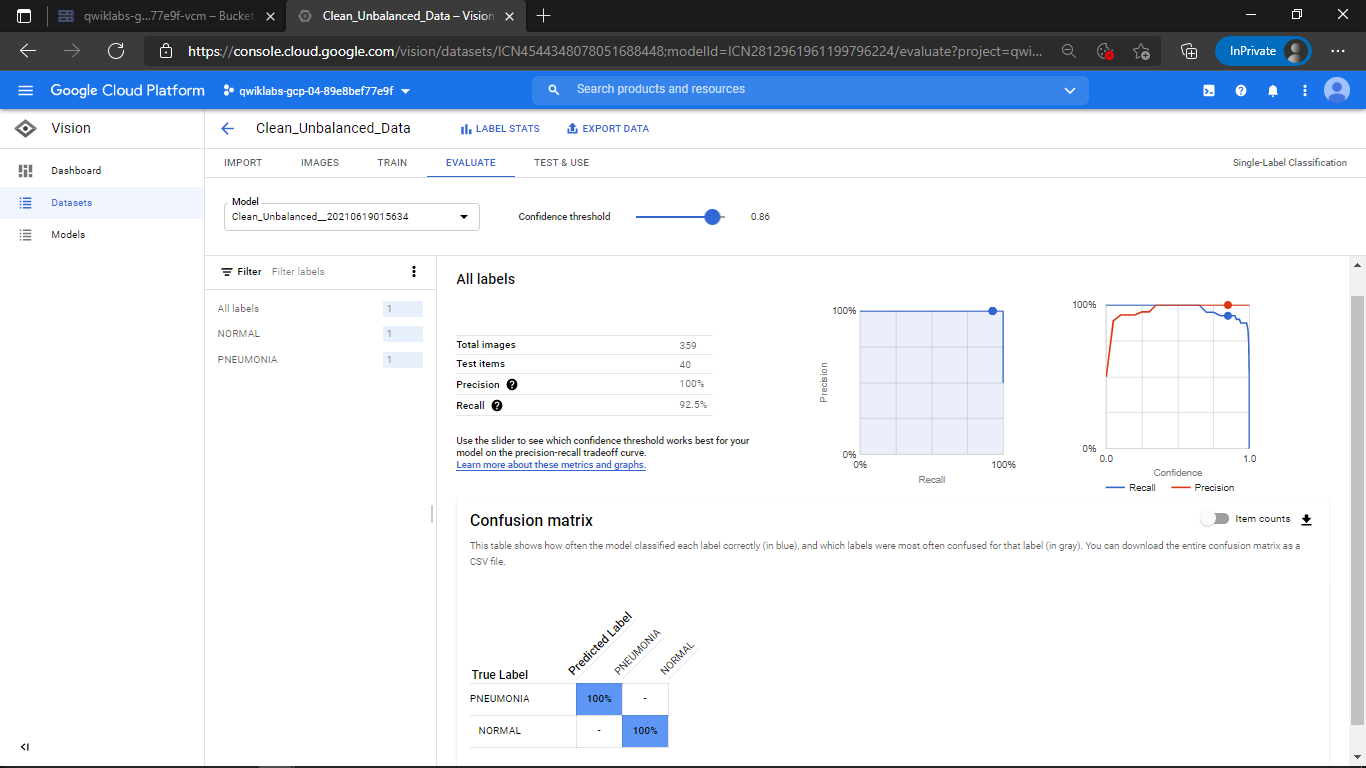 qwiklabs-g...77e9f-vcm – Bucket
Clean_Unbalanced_Data – Vision
https://console.cloud.google.com/vision/datasets/ICN4544348078051688448;modelId=ICN2812961961199796224/evaluate?project=qwi...
InPrivate
Google Cloud Platform
qwiklabs-gcp-04-89e8bef77e9f
Search products and resources
Vision
Clean_Unbalanced_Data
LABEL STATS
EXPORT DATA
IMPORT
IMAGES
TRAIN
EVALUATE
TEST & USE
Single-Label Classification
Dashboard
Datasets
Models
Model
Clean_Unbalanced__20210619015634
Confidence threshold
0.86
Filter
Filter labels
All labels 1
NORMAL 1
PNEUMONIA 1
All labels
Total images 359
Test items 40
Precision ? 100%
Recall ? 92.5%
Use the slider to see which confidence threshold works best for your
model on the precision-recall tradeoff curve.
Learn more about these metrics and graphs.
100%
Precision
0%
0% 100%
Recall
100%
0%
0.0 1.0
Confidence
Recall Precision
Confusion matrix
Item counts
This table shows how often the model classified each label correctly (in blue), and which labels were most often confused for that label (in gray). You can download the entire confusion matrix as a
CSV file.
Predicted Label
PNEUMONIA
NORMAL
True Label
PNEUMONIA 100% -
NORMAL - 100%